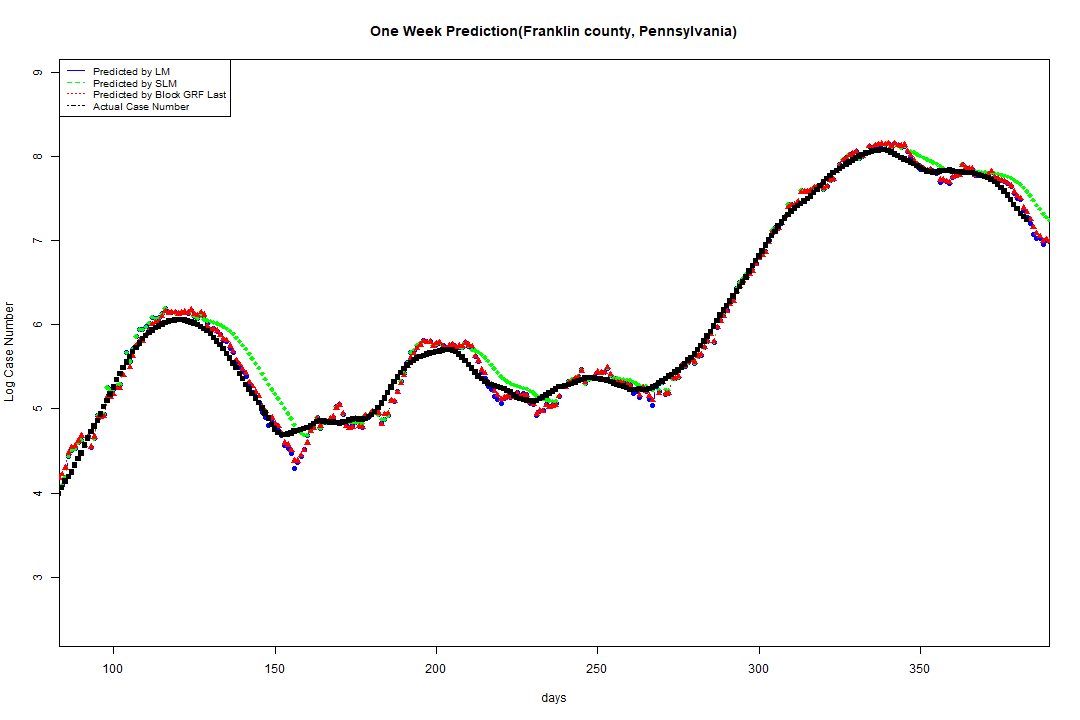 One Week Prediction(Franklin county, Pennsylvania)
Predicted by LM
Predicted by SLM
Predicted by Block GRF Last
Actual Case Number
Log Case Number
9
8
7
6
5
4
3
100 150 200 250 300 350
days